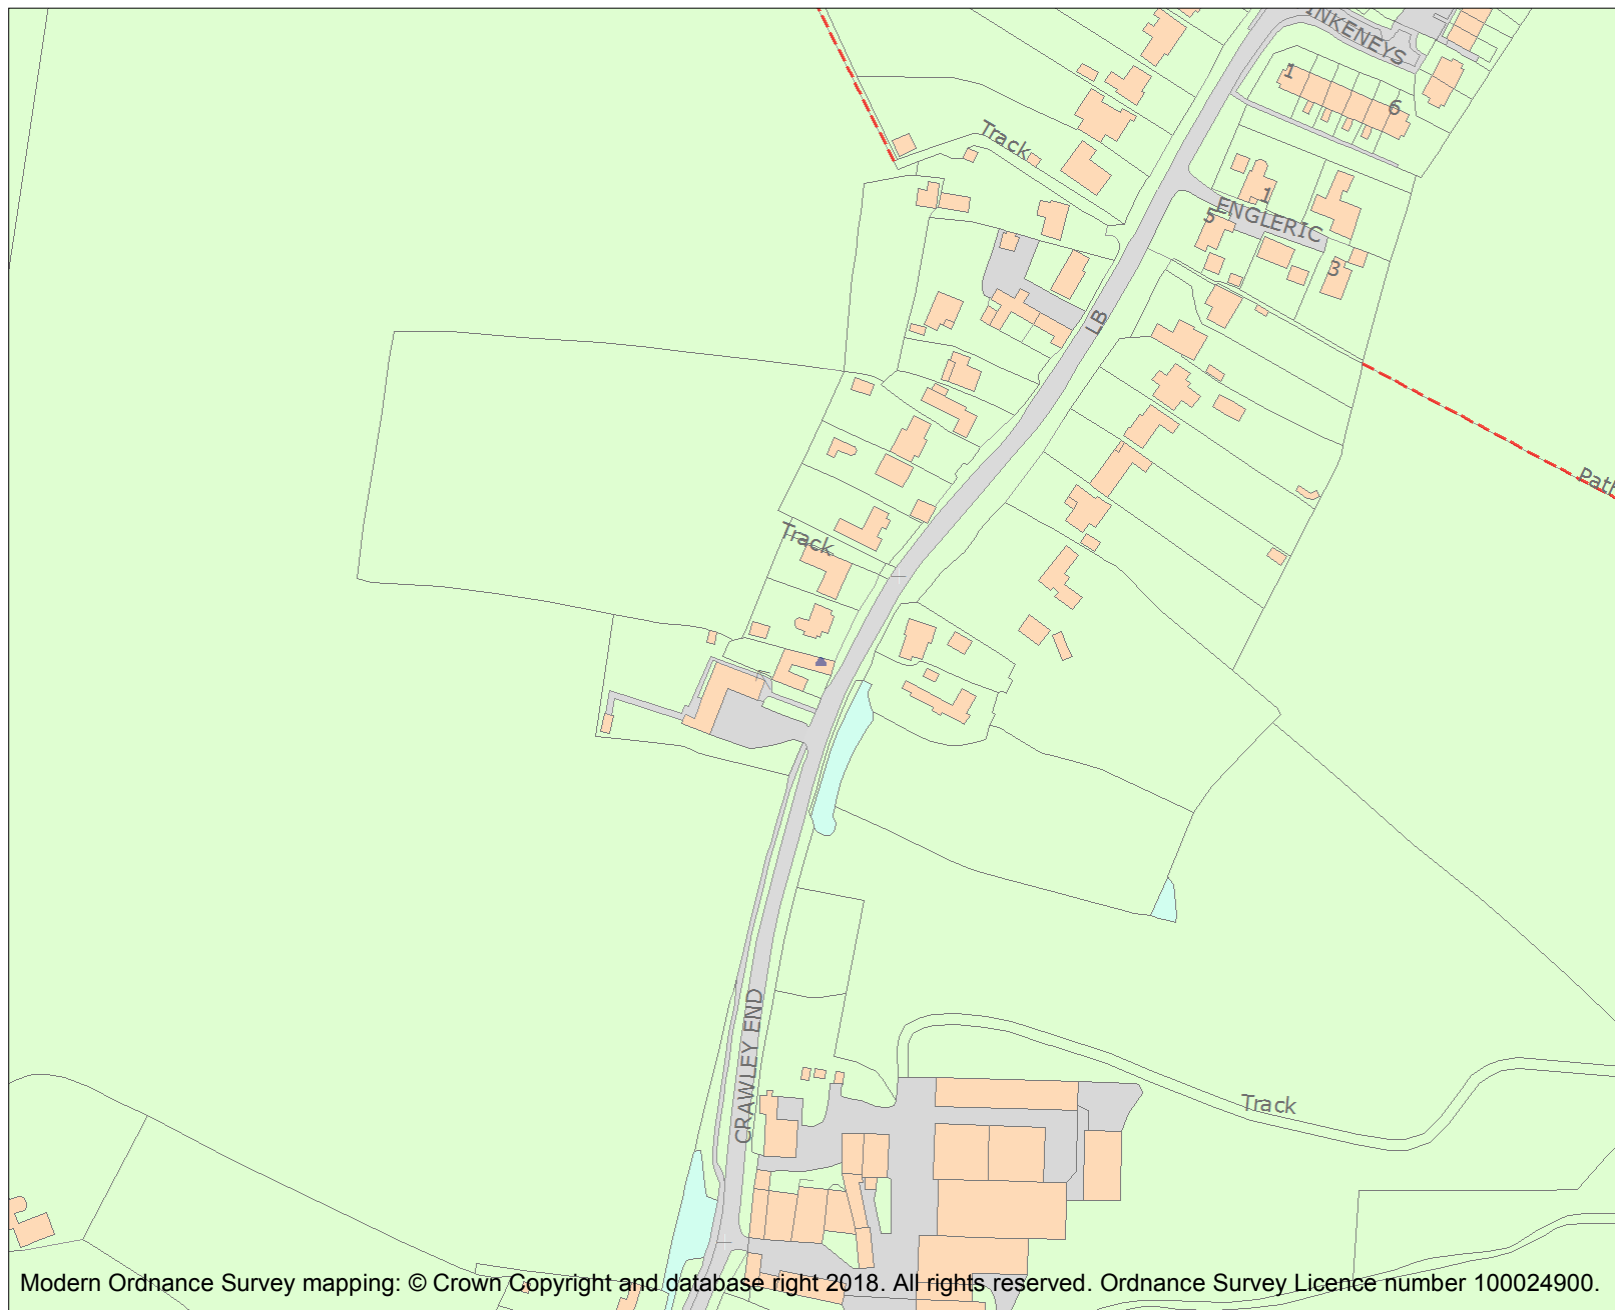 INKENEYS
1
6
Track
1
5
ENGLERIC
3
LB
Path
Track
CRAWLEY END
Track
Modern Ordnance Survey mapping: © Crown Copyright and database right 2018. All rights reserved. Ordnance Survey Licence number 100024900.